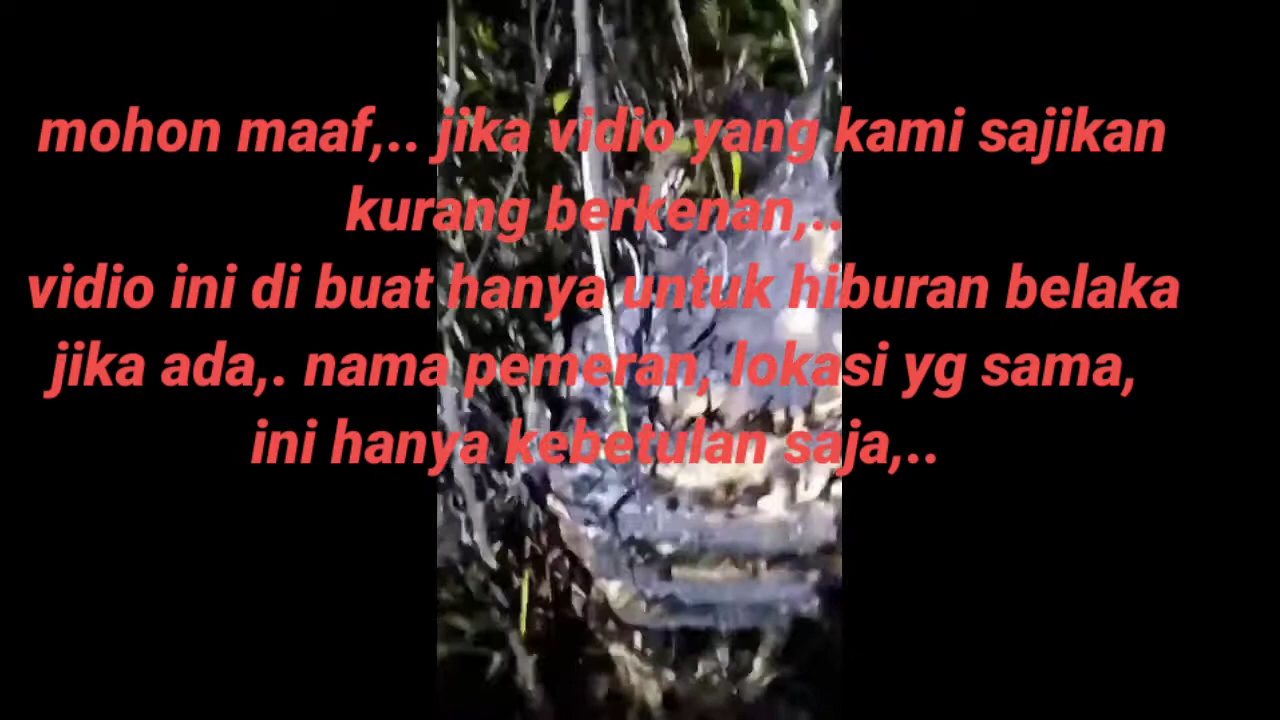 mohon maaf,.. jika vidio yang kami sajikan
kurang berkenan,..
vidio ini di buat hanya untuk hiburan belaka
jika ada,. nama pemeran, lokasi yg sama,
ini hanya kebetulan saja,..